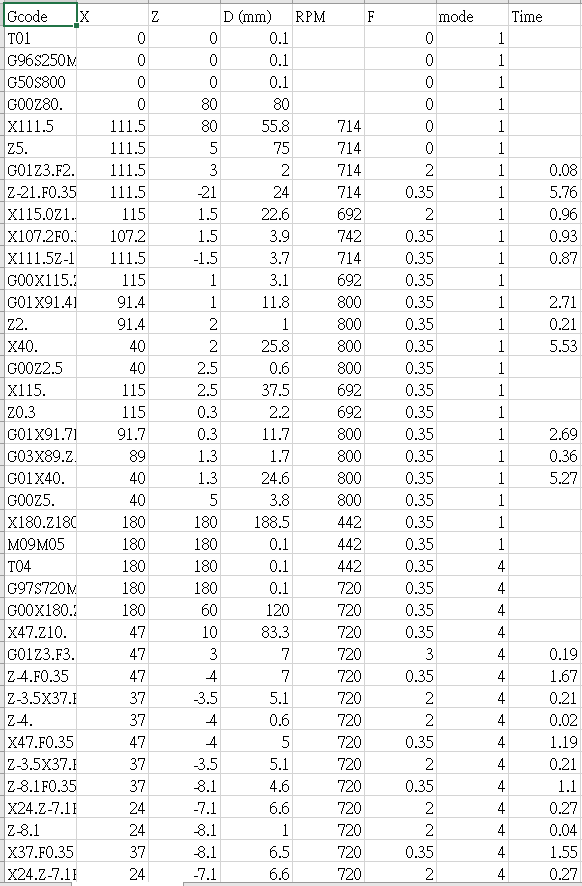 Gcode X Z D (mm) RPM F mode Time
T01 0 0 0.1 0 1
G96S250M 0 0 0.1 0 1
G50S800 0 0 0.1 0 1
G00Z80. 0 80 80 0 1
X111.5 111.5 80 55.8 714 0 1
Z5. 111.5 5 75 714 0 1
G01Z3.F2. 111.5 3 2 714 2 1 0.08
Z-21.F0.35 111.5 -21 24 714 0.35 1 5.76
X115.0Z1. 115 1.5 22.6 692 2 1 0.96
X107.2F0. 107.2 1.5 3.9 742 0.35 1 0.93
X111.5Z-1 111.5 -1.5 3.7 714 0.35 1 0.87
G00X115. 115 1 3.1 692 0.35 1
G01X91.4 91.4 1 11.8 800 0.35 1 2.71
Z2. 91.4 2 1 800 0.35 1 0.21
X40. 40 2 25.8 800 0.35 1 5.53
G00Z2.5 40 2.5 0.6 800 0.35 1
X115. 115 2.5 37.5 692 0.35 1
Z0.3 115 0.3 2.2 692 0.35 1
G01X91.7 91.7 0.3 11.7 800 0.35 1 2.69
G03X89.Z 89 1.3 1.7 800 0.35 1 0.36
G01X40. 40 1.3 24.6 800 0.35 1 5.27
G00Z5. 40 5 3.8 800 0.35 1
X180.Z180 180 180 188.5 442 0.35 1
M09M05 180 180 0.1 442 0.35 1
T04 180 180 0.1 442 0.35 4
G97S720M 180 180 0.1 720 0.35 4
G00X180. 180 60 120 720 0.35 4
X47.Z10. 47 10 83.3 720 0.35 4
G01Z3.F3. 47 3 7 720 3 4 0.19
Z-4.F0.35 47 -4 7 720 0.35 4 1.67
Z-3.5X37.F 37 -3.5 5.1 720 2 4 0.21
Z-4. 37 -4 0.6 720 2 4 0.02
X47.F0.35 47 -4 5 720 0.35 4 1.19
Z-3.5X37.F 37 -3.5 5.1 720 2 4 0.21
Z-8.1F0.35 37 -8.1 4.6 720 0.35 4 1.1
X24.Z-7.1F 24 -7.1 6.6 720 2 4 0.27
Z-8.1 24 -8.1 1 720 2 4 0.04
X37.F0.35 37 -8.1 6.5 720 0.35 4 1.55
X24.Z-7.1F 24 -7.1 6.6 720 2 4 0.27